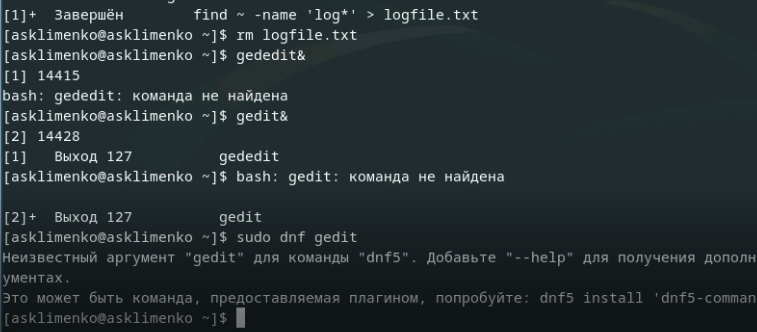 [1]+  Завершён        find ~ -name 'log*' > logfile.txt
[asklimenko@asklimenko ~]$ rm logfile.txt
[asklimenko@asklimenko ~]$ gededit&
[1] 14415
bash: gededit: команда не найдена
[asklimenko@asklimenko ~]$ gedit&
[2] 14428
[1]   Выход 127          gededit
[asklimenko@asklimenko ~]$ bash: gedit: команда не найдена
[2]+  Выход 127          gedit
[asklimenko@asklimenko ~]$ sudo dnf gedit
Неизвестный аргумент "gedit" для команды "dnf5". Добавьте "--help" для получения дополн
ументах.
Это может быть команда, предоставляемая плагином, попробуйте: dnf5 install 'dnf5-comman
[asklimenko@asklimenko ~]$